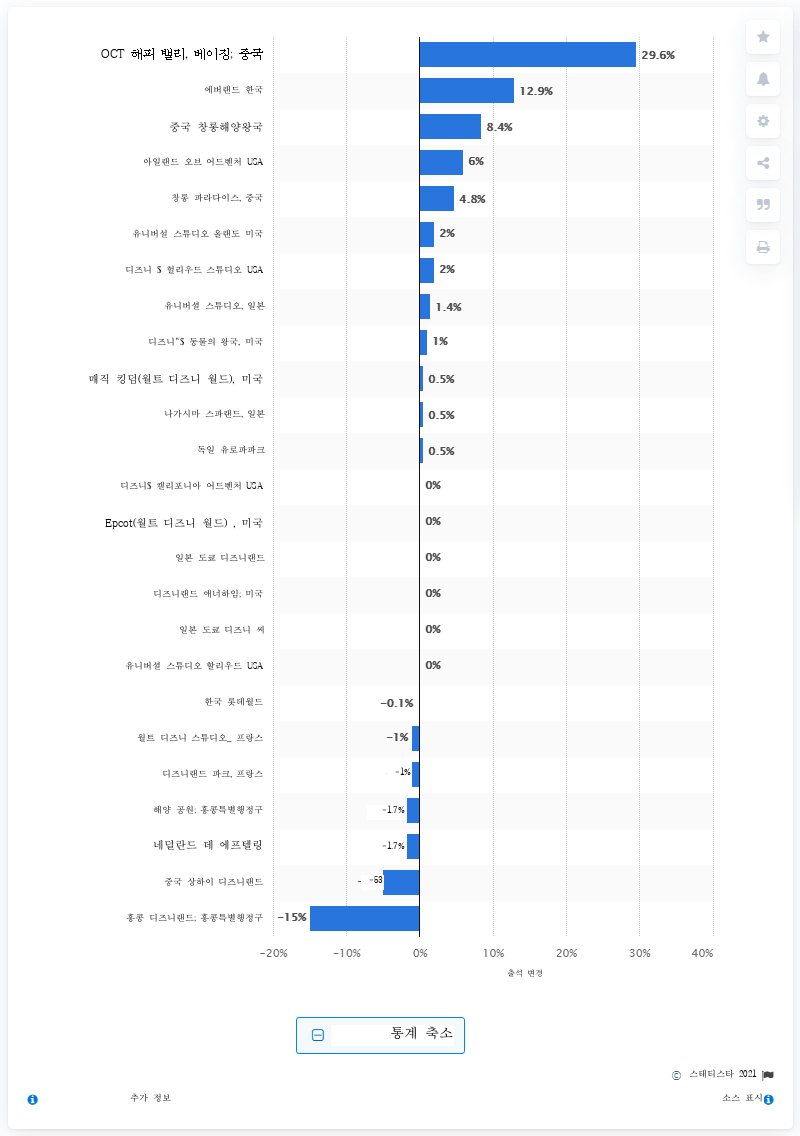 OCT 해피 밸리, 베이징; 중국
29.6%
에버랜드 한국
12.9%
중국 창룽해양왕국
8.4%
아일랜드 오브 어드벤처 USA
6%
창룽 파라다이스, 중국
4.8%
유니버설 스튜디오 올랜도 미국
2%
디즈니 S 헐리우드 스튜디오 USA
2%
유니버설 스튜디오, 일본
1.4%
디즈니"S 동물의 왕국, 미국
1%
매직 킹덤(월트 디즈니 월드), 미국
0.5%
나가시마 스파랜드, 일본
0.5%
독일 유로파파크
0.5%
디즈니S 캘리포니아 어드벤처 USA
0%
Epcot(월트 디즈니 월드) , 미국
0%
일본 도쿄 디즈니랜드
0%
디즈니랜드 애너하임; 미국
0%
일본 도쿄 디즈니 씨
0%
유니버설 스튜디오 할리우드 USA
0%
한국 롯데월드
-0.1%
월트 디즈니 스튜디오_ 프랑스
-1%
디즈니랜드 파크, 프랑스
-1%
해양 공원; 홍콩특별행정구
-1.7%
네덜란드 데 에프텔링
-1.7%
중국 상하이 디즈니랜드
- -53
홍콩 디즈니랜드; 홍콩특별행정구
-15%
-20% -10% 0% 10% 20% 30% 40%
출석 변경
통계 축소
© 스태티스타 2021
추가 정보
소스 표시